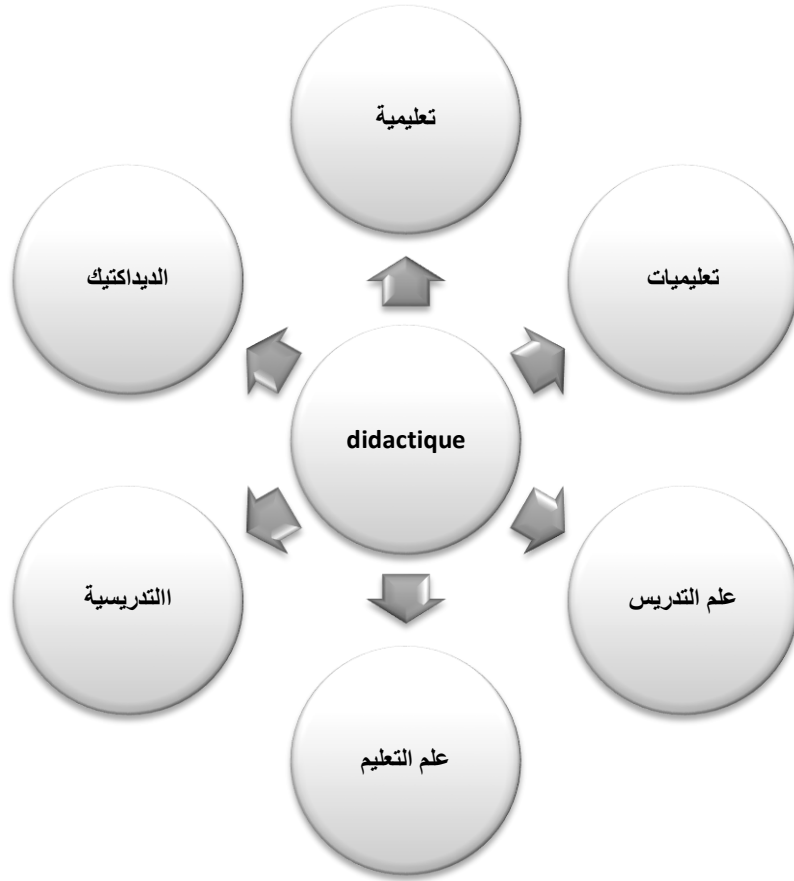 تعليمية
تعليميات
الديداكتيك
didactique
علم التدريس
االتدريسية
علم التعليم